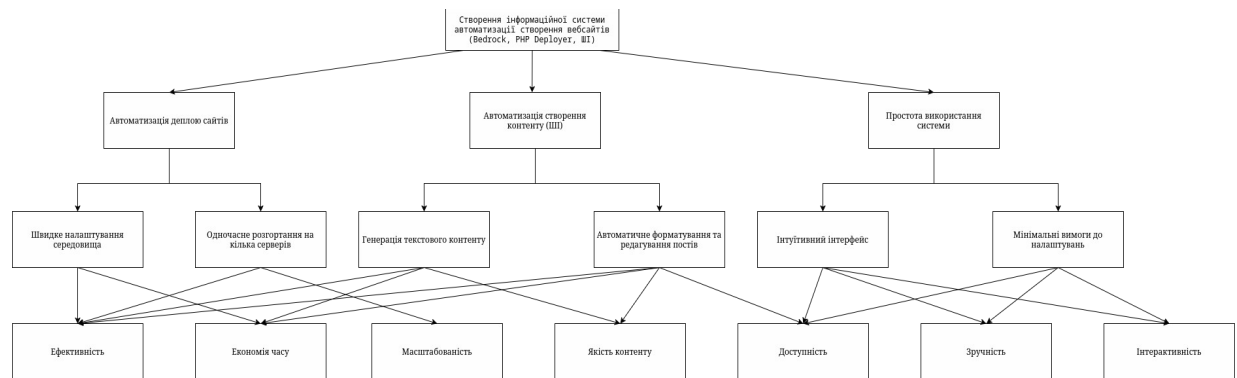 Створення інформаційної системи
автоматизації створення вебсайтів
(Bedrock, PHP Deployer, ШІ)
Автоматизація деплою сайтів
Автоматизація створення
контенту (ШІ)
Простота використання
системи
Швидке налаштування
середовища
Одночасне розгортання на
кілька серверів
Генерація текстового контенту
Автоматичне форматування та
редагування постів
Інтуїтивний інтерфейс
Мінімальні вимоги до
налаштувань
Ефективність
Економія часу
Масштабованість
Якість контенту
Доступність
Зручність
Інтерактивність